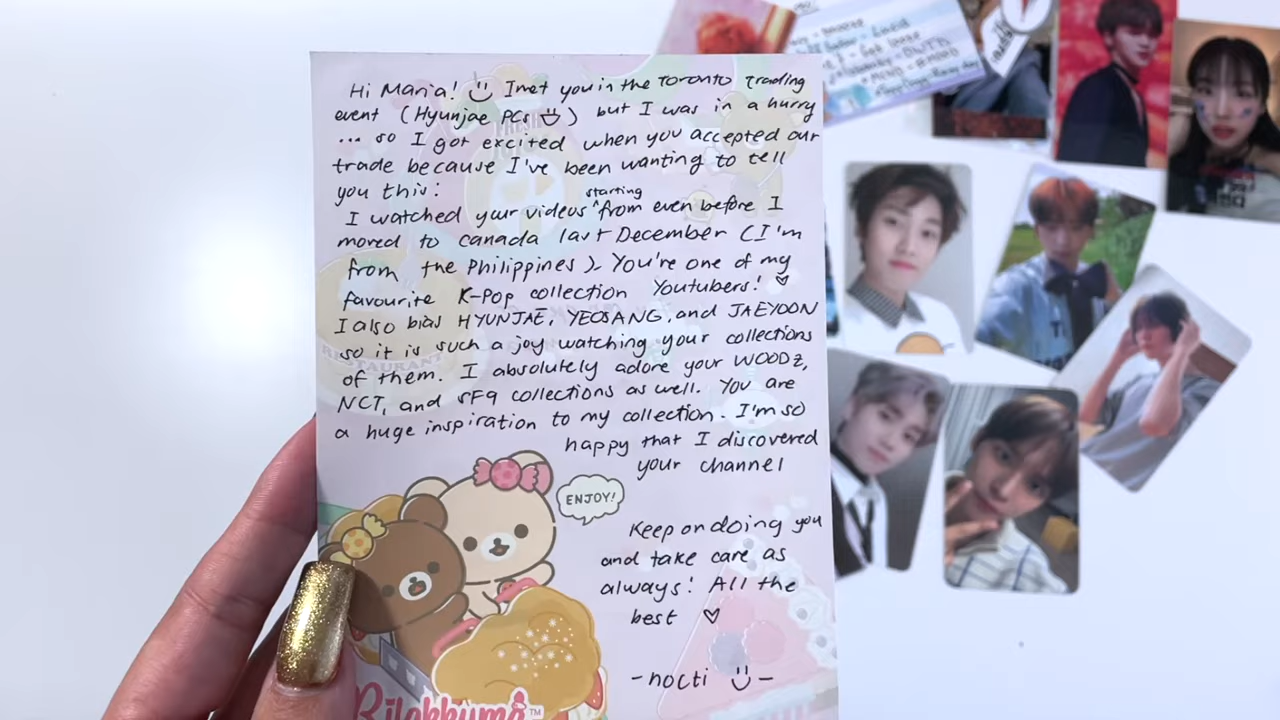 Hi Maria! Imet you in the TORONTO trading
event (Hyunjae PCs) but I was in a hurry
... so I got excited when you accepted our
trade because I've been wanting to tell
you this:
I watched your videos starting from even before I
moved to canada last December (I'm
from the Philippines). You're one of my
favourite K-Pop collection Youtubers! ♡
I also bias HYUNJAE, YEOSANG, and JAEYOON
so it is such a joy watching your collections
of them. I absolutely adore your WOODZ,
NCT, and SF9 collections as well. You are
a huge inspiration to my collection. I'm so
happy that I discovered
your channel
ENJOY!
Keep on doing you
and take care as
always! All the
best ♡
-nocti -
Rilakkuma™
RESTAURANT